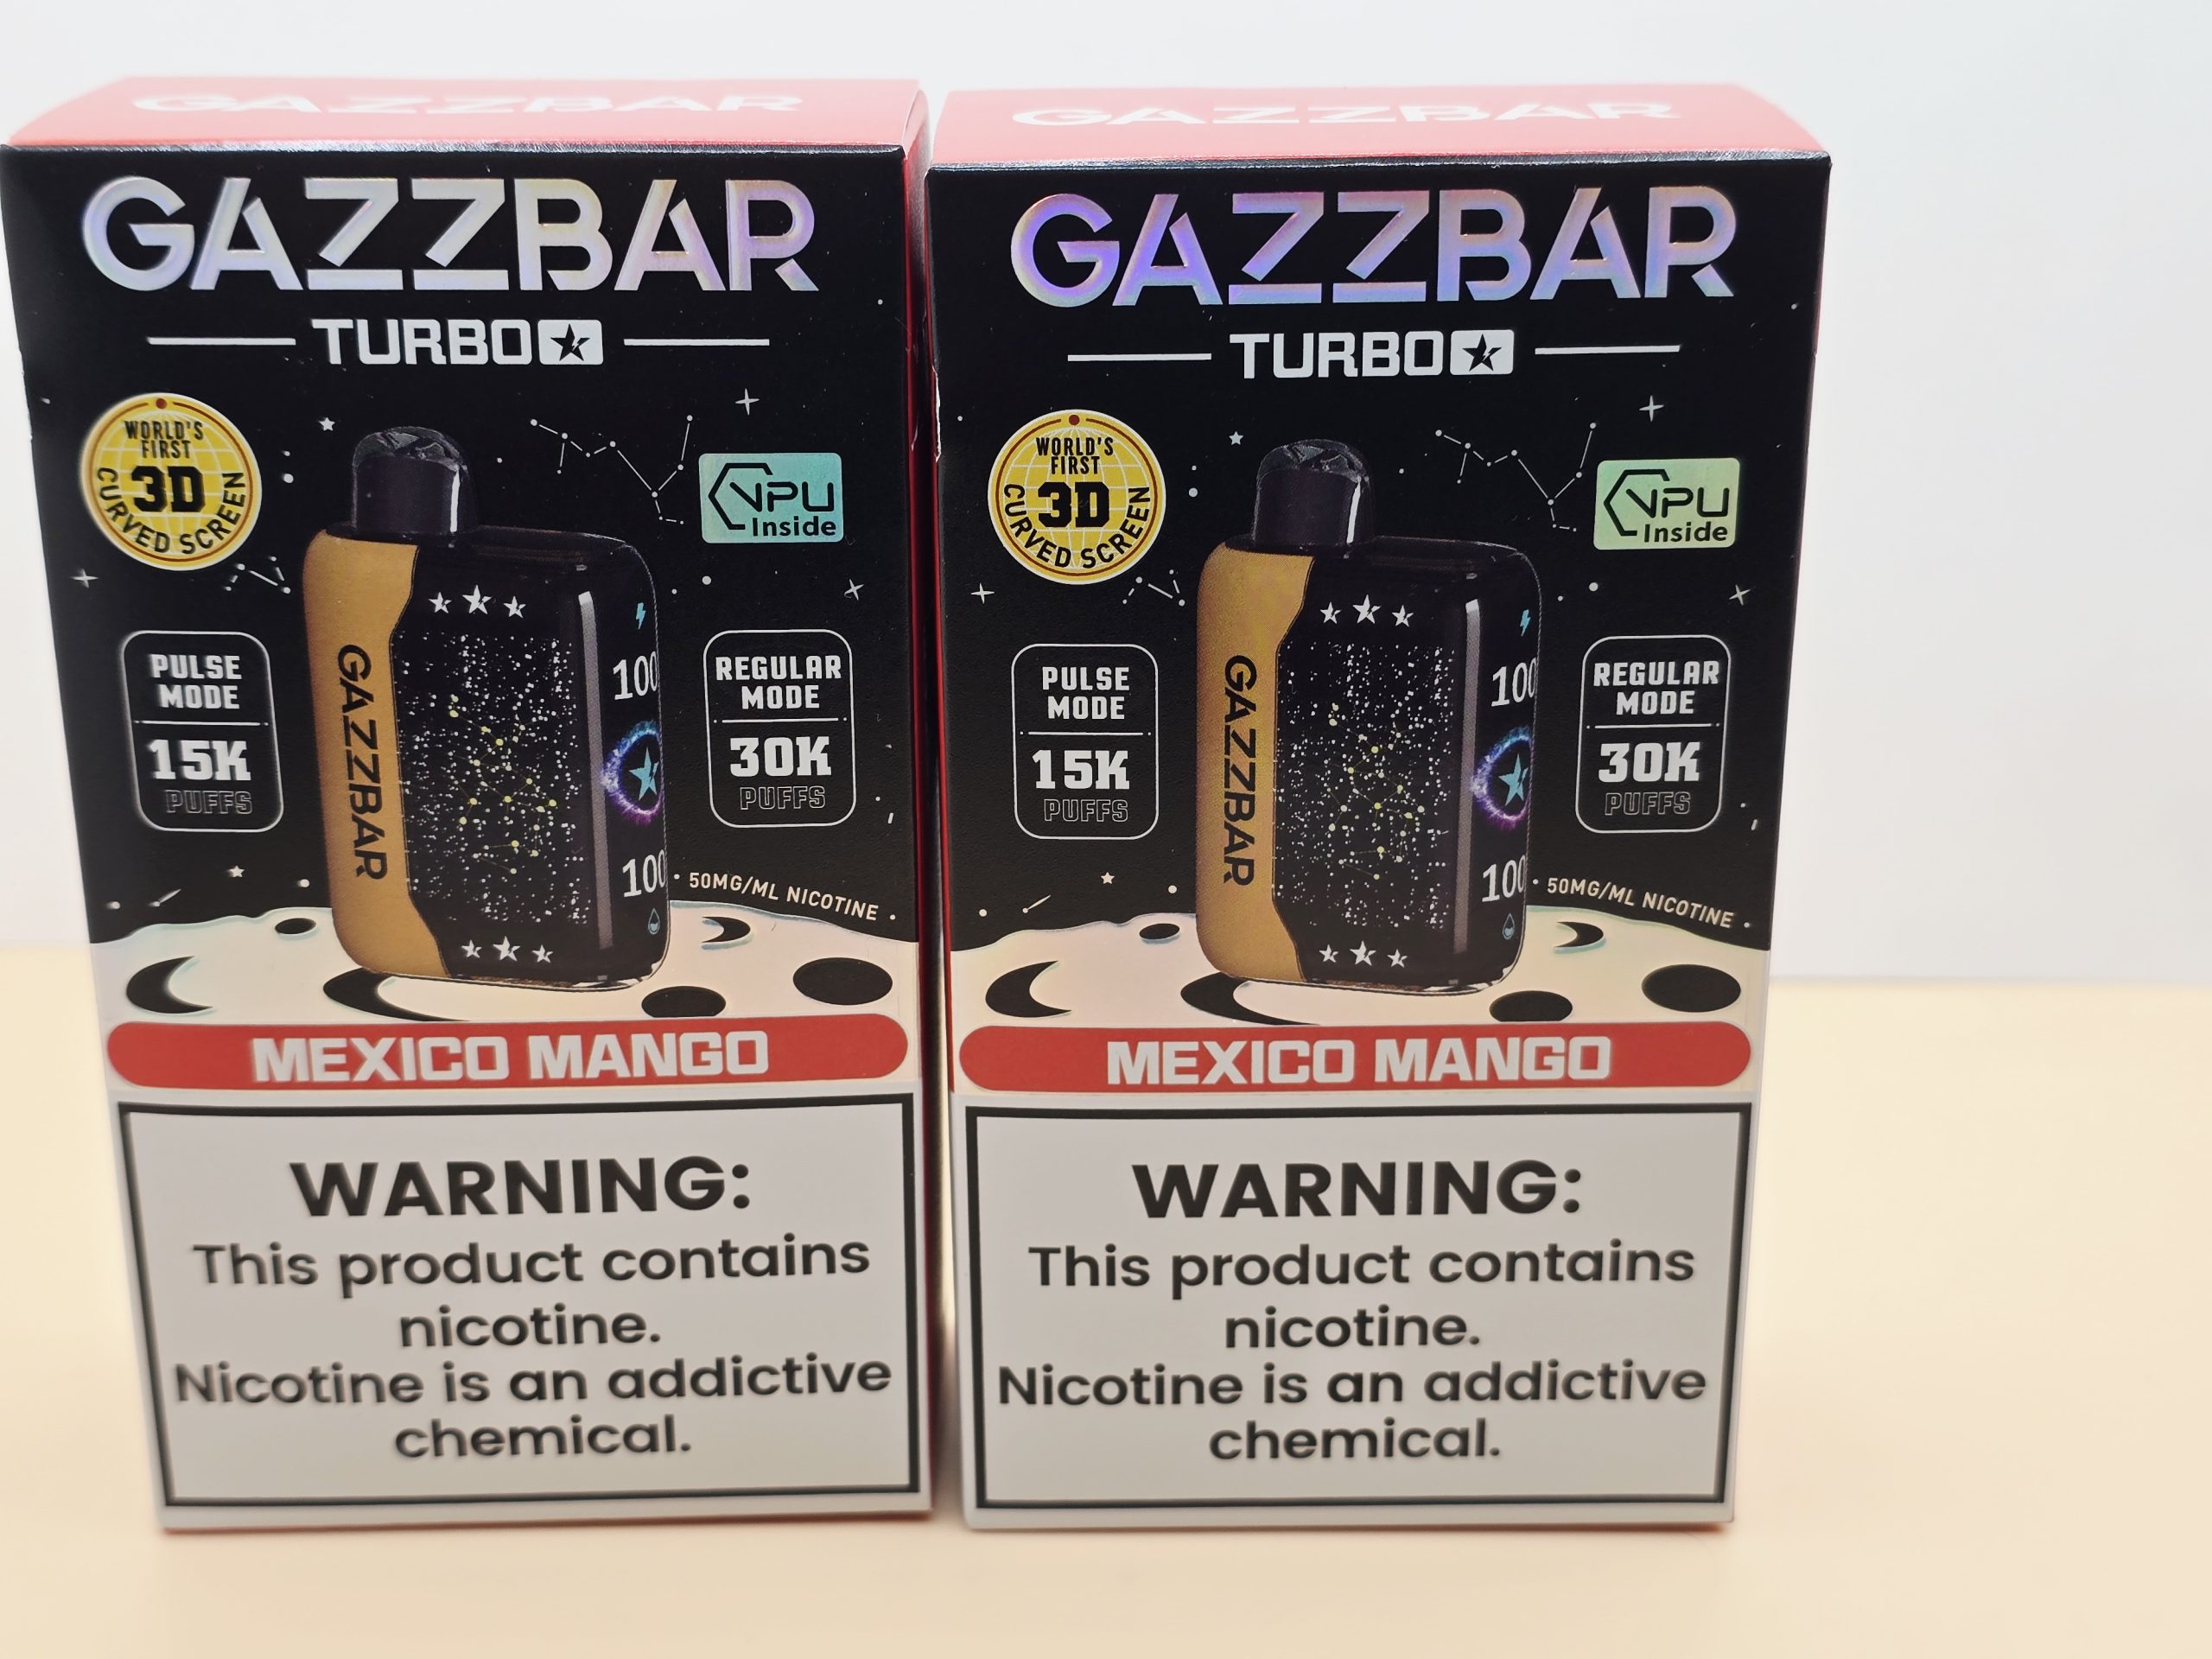 GAZZBAR
GAZZBAR
TURBO
WORLD'S
FIRST
3D
CURVED SCREEN
VPU
Inside
PULSE
MODE
15K
PUFFS
GAZZBAR
100
100
REGULAR
MODE
30K
PUFFS
50MG/ML NICOTINE
MEXICO MANGO
WARNING:
This product contains
nicotine.
Nicotine is an addictive
chemical.
GAZZBAR
GAZZBAR
TURBO
WORLD'S
FIRST
3D
CURVED SCREEN
VPU
Inside
PULSE
MODE
15K
PUFFS
GAZZBAR
100
100
REGULAR
MODE
30K
PUFFS
50MG/ML NICOTINE
MEXICO MANGO
WARNING:
This product contains
nicotine.
Nicotine is an addictive
chemical.